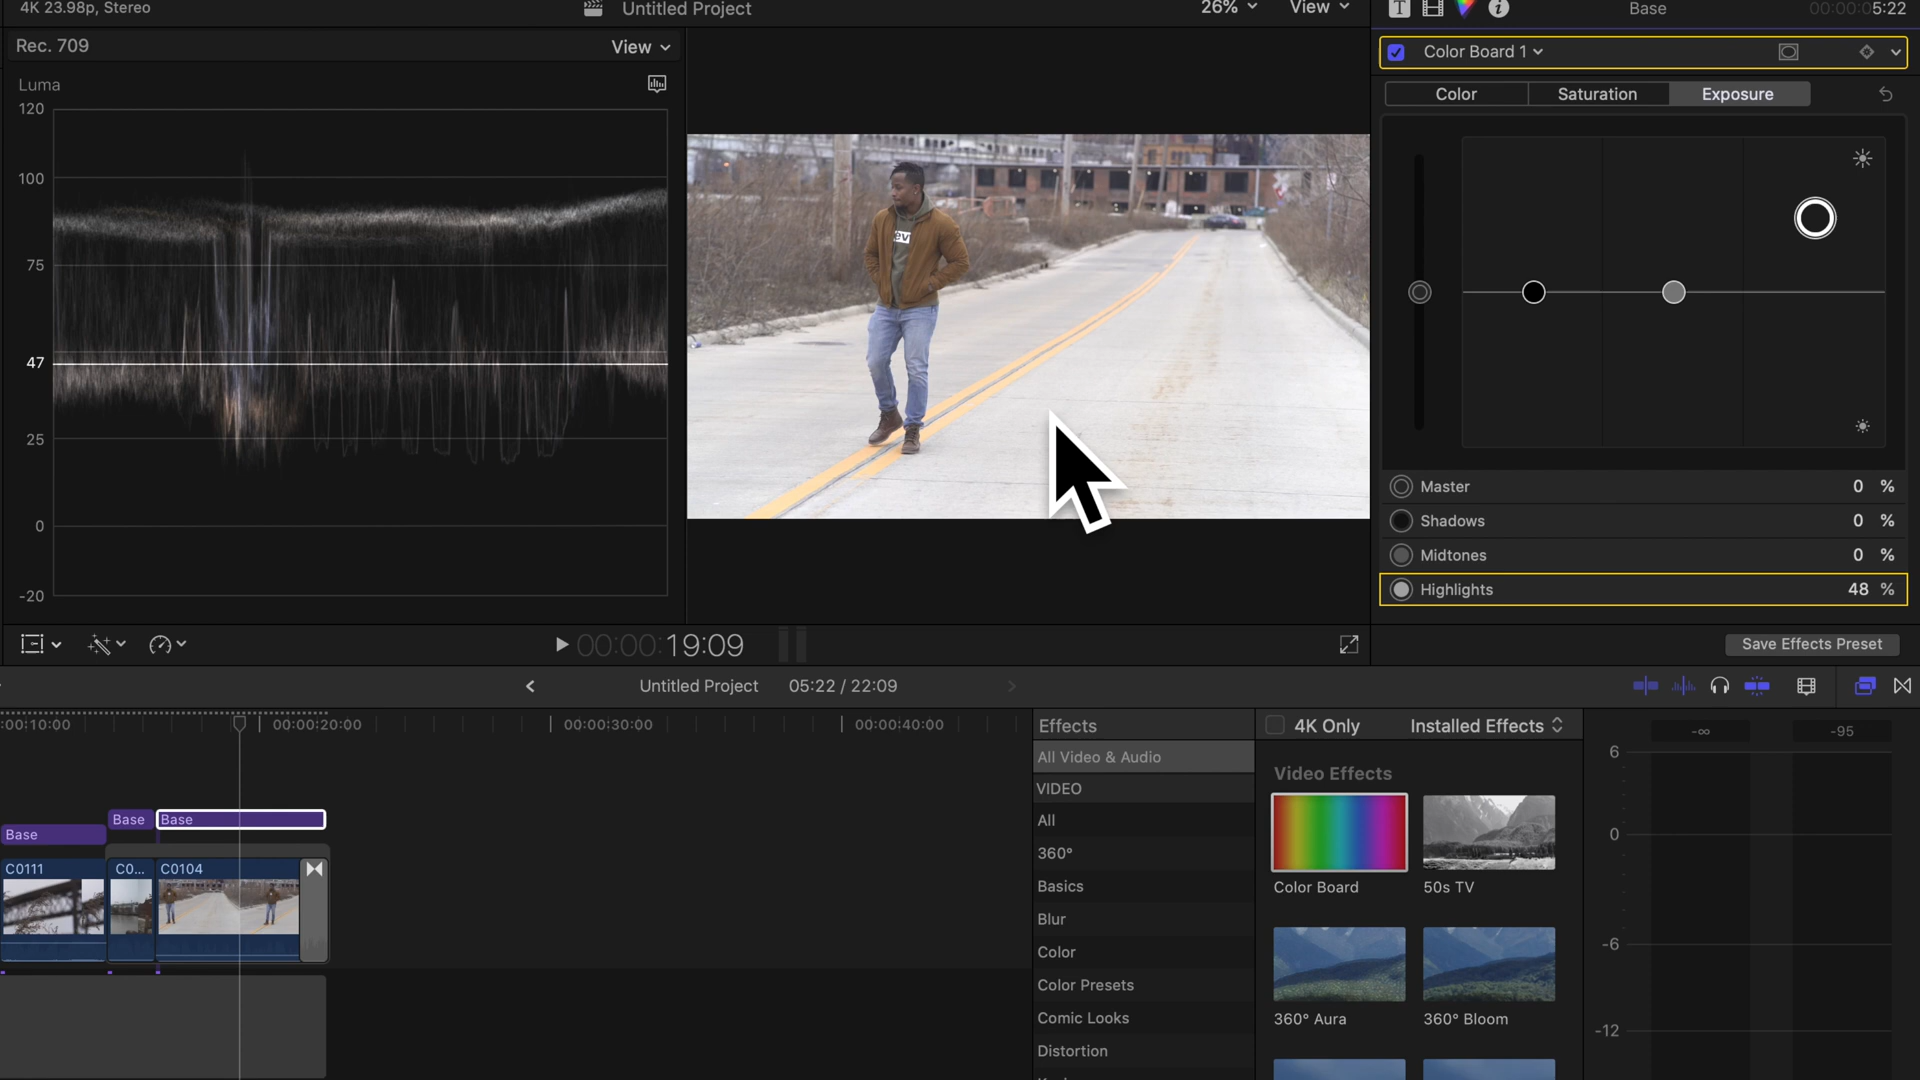 4K 23.98p, Stereo
Untitled Project
26%
View
Base
00:00:05:22
Rec. 709
View
Color Board 1
Luma
Color
Saturation
Exposure
120
100
75
47
25
0
-20
ev
Master
0 %
Shadows
0 %
Midtones
0 %
Highlights
48 %
00:00:19:09
Save Effects Preset
Untitled Project
05:22 / 22:09
:00:10:00
00:00:20:00
00:00:30:00
00:00:40:00
Effects
4K Only
Installed Effects
-∞
-95
All Video & Audio
VIDEO
All
360°
Basics
Blur
Color
Color Presets
Comic Looks
Distortion
Video Effects
Color Board
50s TV
360° Aura
360° Bloom
6
0
-6
-12
Base
Base
Base
C0111
C0...
C0104